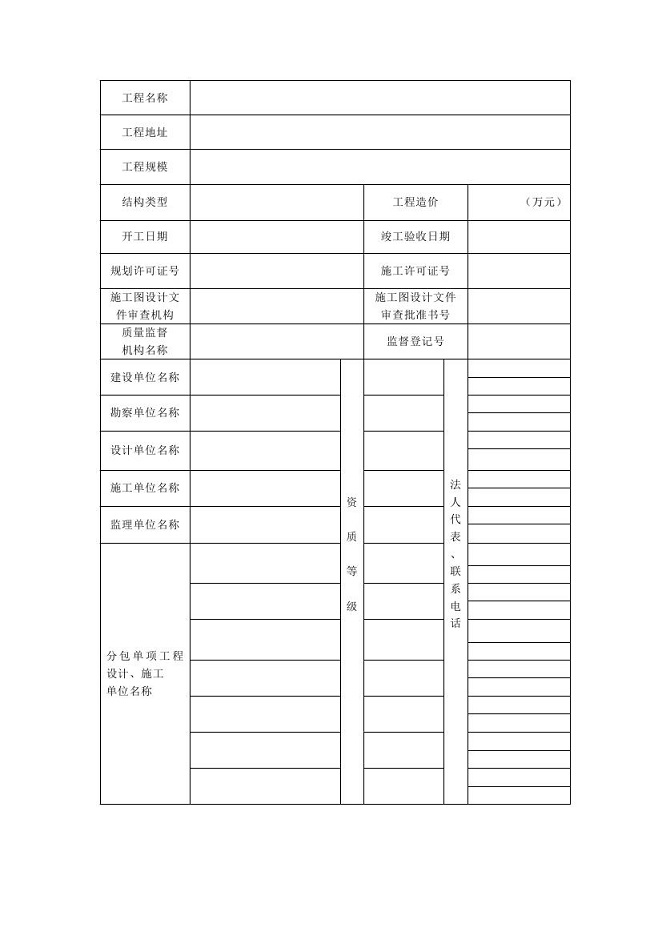 工程名称
工程地址
工程规模
结构类型
工程造价
（万元）
开工日期
竣工验收日期
规划许可证号
施工许可证号
施工图设计文
件审查机构
施工图设计文件
审查批准书号
质量监督
机构名称
监督登记号
建设单位名称
勘察单位名称
设计单位名称
施工单位名称
监理单位名称
资
质
等
级
法
人
代
表
、
联
系
电
话
分包单项工程
设计、施工
单位名称